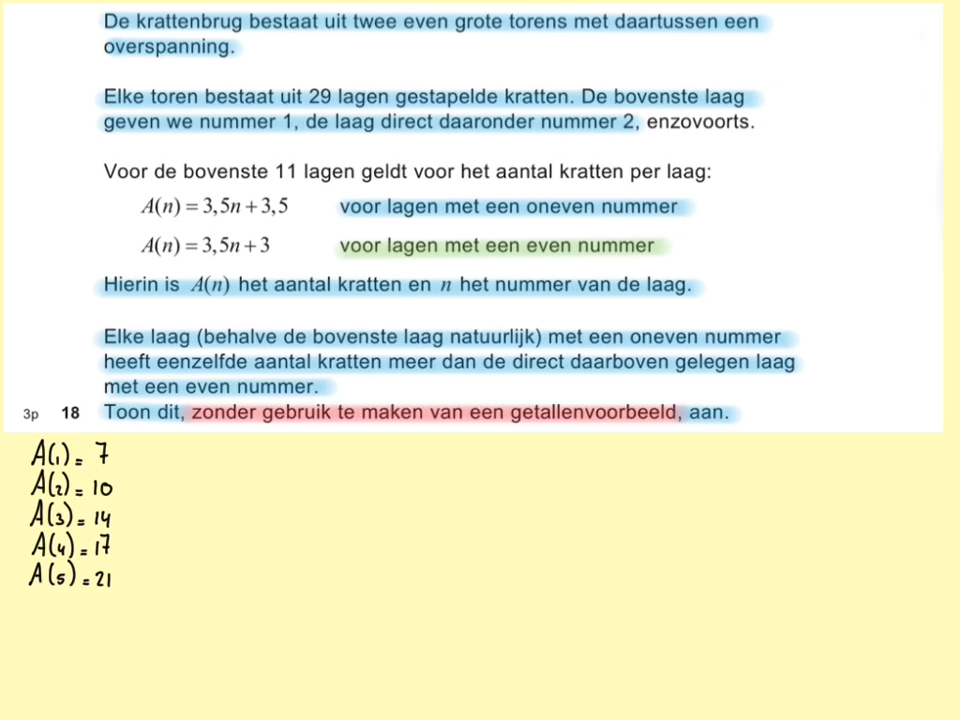 De krattenbrug bestaat uit twee even grote torens met daartussen een
overspanning.
Elke toren bestaat uit 29 lagen gestapelde kratten. De bovenste laag
geven we nummer 1, de laag direct daaronder nummer 2, enzovoorts.
Voor de bovenste 11 lagen geldt voor het aantal kratten per laag:
A(n) = 3,5n + 3,5 voor lagen met een oneven nummer
A(n) = 3,5n + 3 voor lagen met een even nummer
Hierin is A(n) het aantal kratten en n het nummer van de laag.
Elke laag (behalve de bovenste laag natuurlijk) met een oneven nummer
heeft eenzelfde aantal kratten meer dan de direct daarboven gelegen laag
met een even nummer.
3p 18 Toon dit, zonder gebruik te maken van een getallenvoorbeeld, aan.
A(1) = 7
A(2) = 10
A(3) = 14
A(4) = 17
A(5) = 21